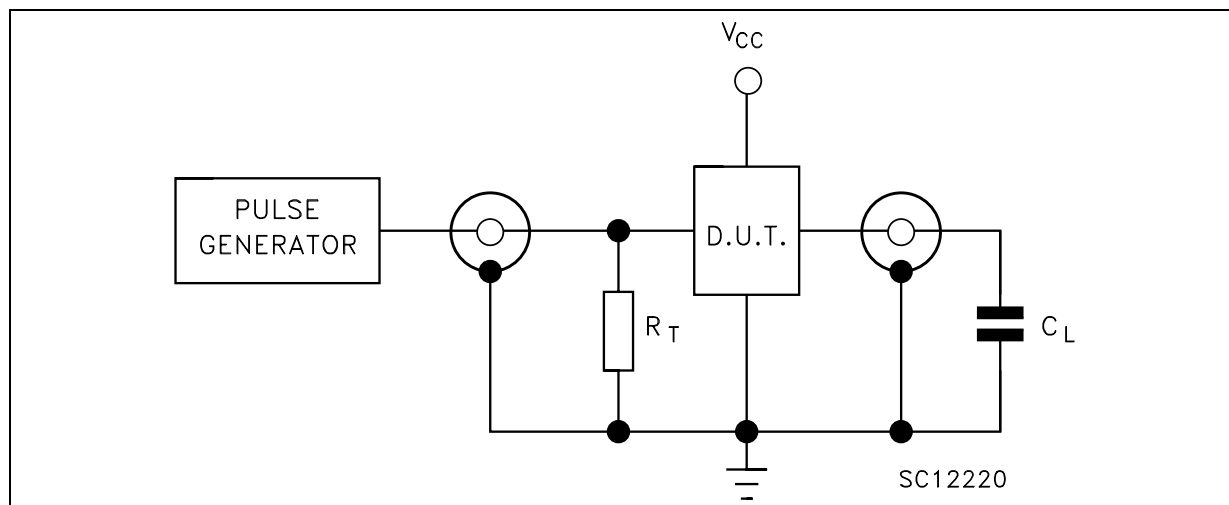 VCC
PULSE
GENERATOR
D.U.T.
RT
CL
SC12220